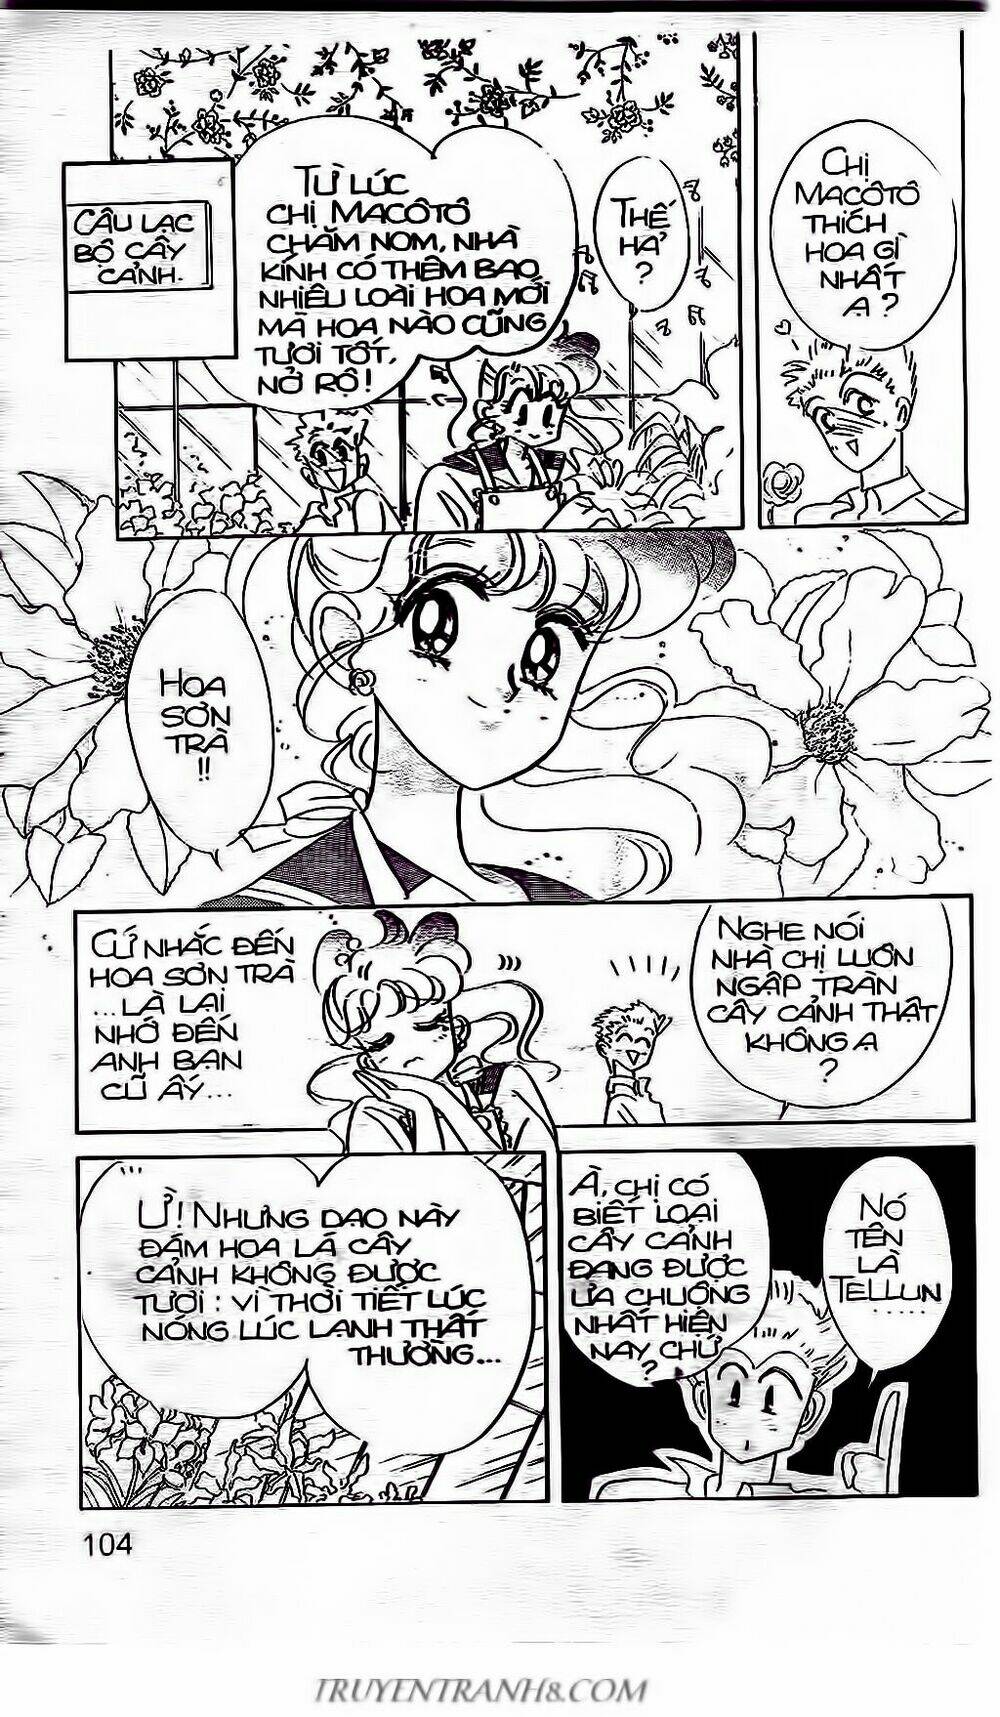 CÂU LẠC
BỘ CÂY
CẢNH.
TỪ LÚC
CHỊ MACÔTÔ
CHĂM NOM, NHÀ
KÍNH CÓ THÊM BAO
NHIÊU LOÀI HOA MỚI
MÀ HOA NÀO CŨNG
TƯƠI TỐT,
NỞ RỘ!
THẾ
HẢ
?
CHỊ
MACÔTÔ
THÍCH
HOA GÌ
NHẤT
Ạ?
HOA
SƠN
TRÀ
!!
CỨ NHẮC ĐẾN
HOA SƠN TRÀ
...LÀ LẠI
NHỚ ĐẾN
ANH BẠN
CŨ ẤY...
NGHE NÓI
NHÀ CHỊ LUÔN
NGẬP TRÀN
CÂY CẢNH THẬT
KHÔNG Ạ
?
Ừ! NHƯNG DẠO NÀY
ĐÁM HOA LÁ CÂY
CẢNH KHÔNG ĐƯỢC
TƯƠI: VÌ THỜI TIẾT LÚC
NÓNG LÚC LẠNH THẤT
THƯỜNG...
À, CHỊ CÓ
BIẾT LOẠI
CÂY CẢNH
ĐANG ĐƯỢC
ƯA CHUỘNG
NHẤT HIỆN
NAY CHỨ
?
NÓ
TÊN
LÀ
TELLUN
......
104
TRUYENTRANH8.COM